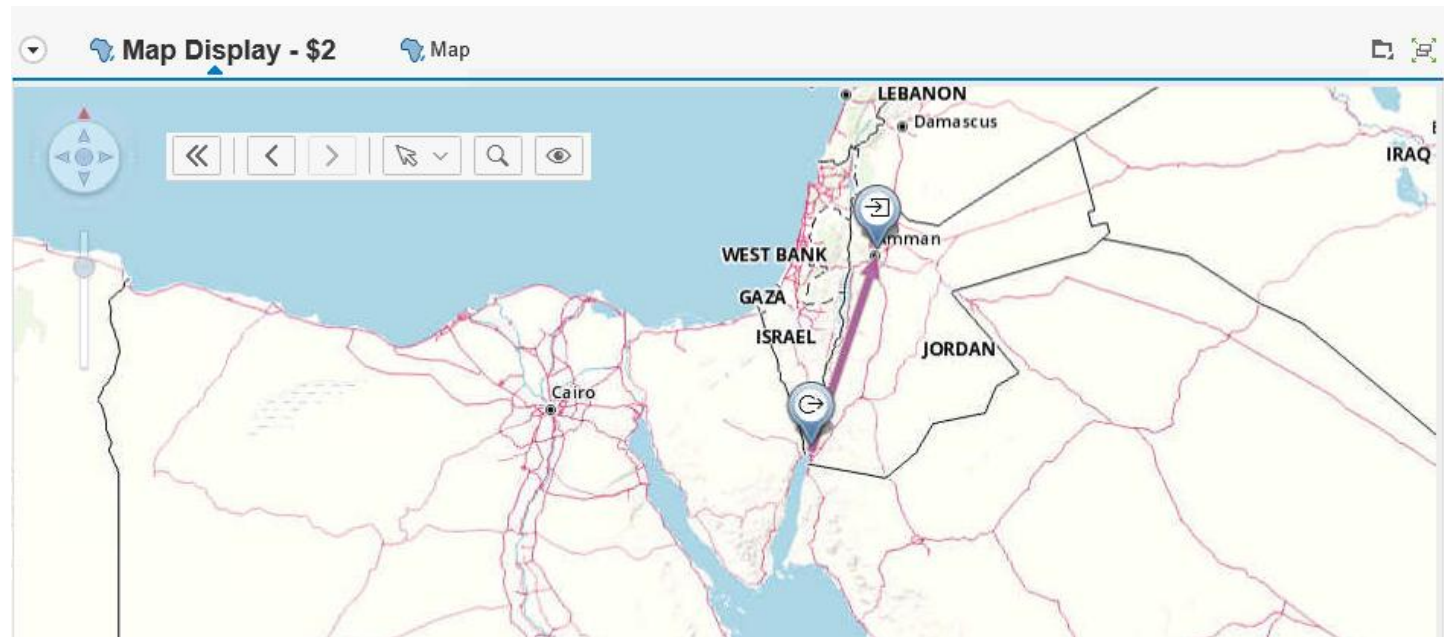 Map Display - $2
Map
LEBANON
Damascus
IRAQ
mman
WEST BANK
GAZA
ISRAEL
JORDAN
Cairo